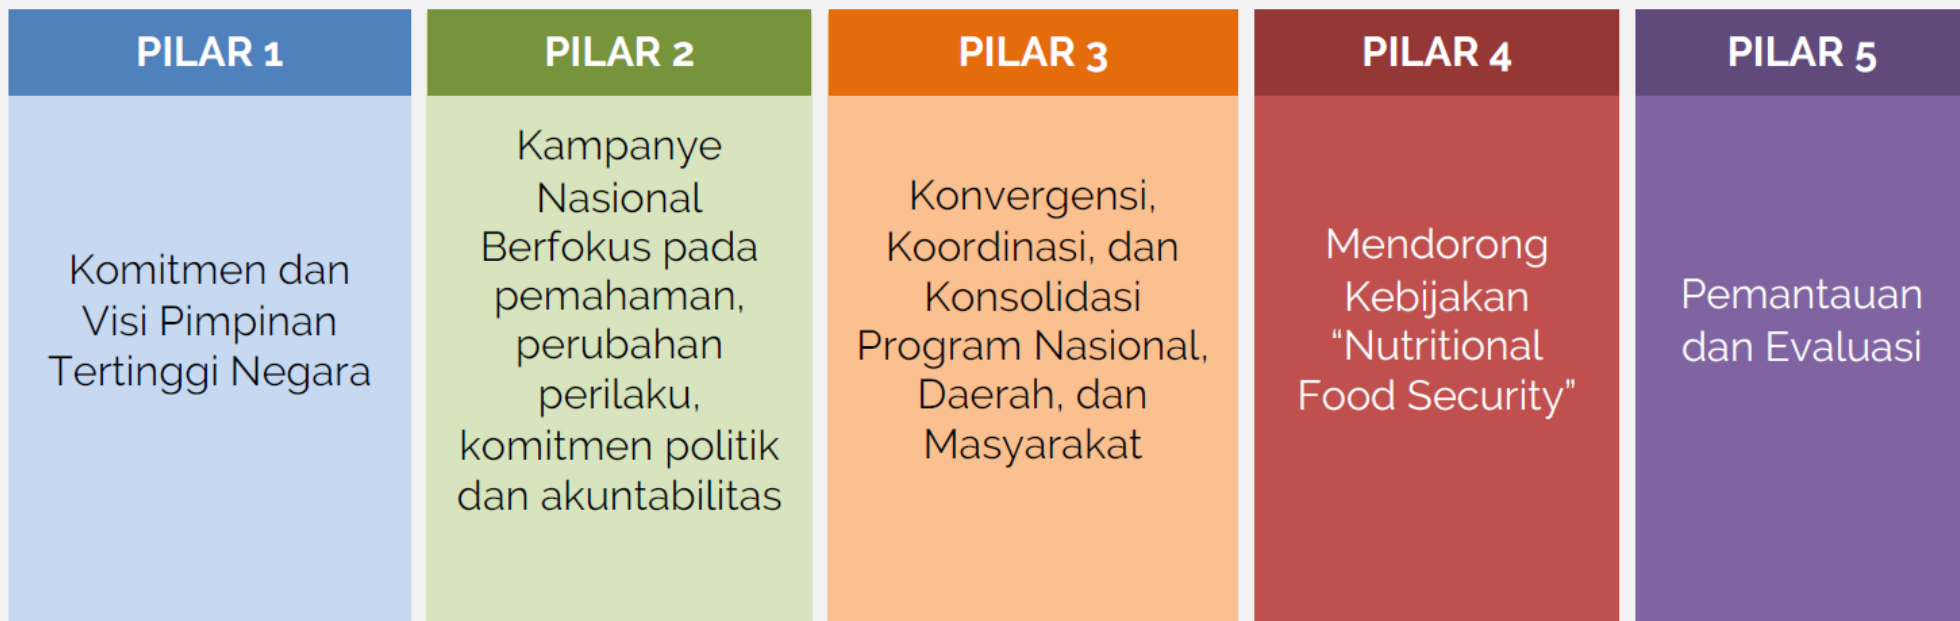 PILAR 1
Komitmen dan
Visi Pimpinan
Tertinggi Negara
PILAR 2
Kampanye
Nasional
Berfokus pada
pemahaman,
perubahan
perilaku,
komitmen politik
dan akuntabilitas
PILAR 3
Konvergensi,
Koordinasi, dan
Konsolidasi
Program Nasional,
Daerah, dan
Masyarakat
PILAR 4
Mendorong
Kebijakan
“Nutritional
Food Security”
PILAR 5
Pemantauan
dan Evaluasi